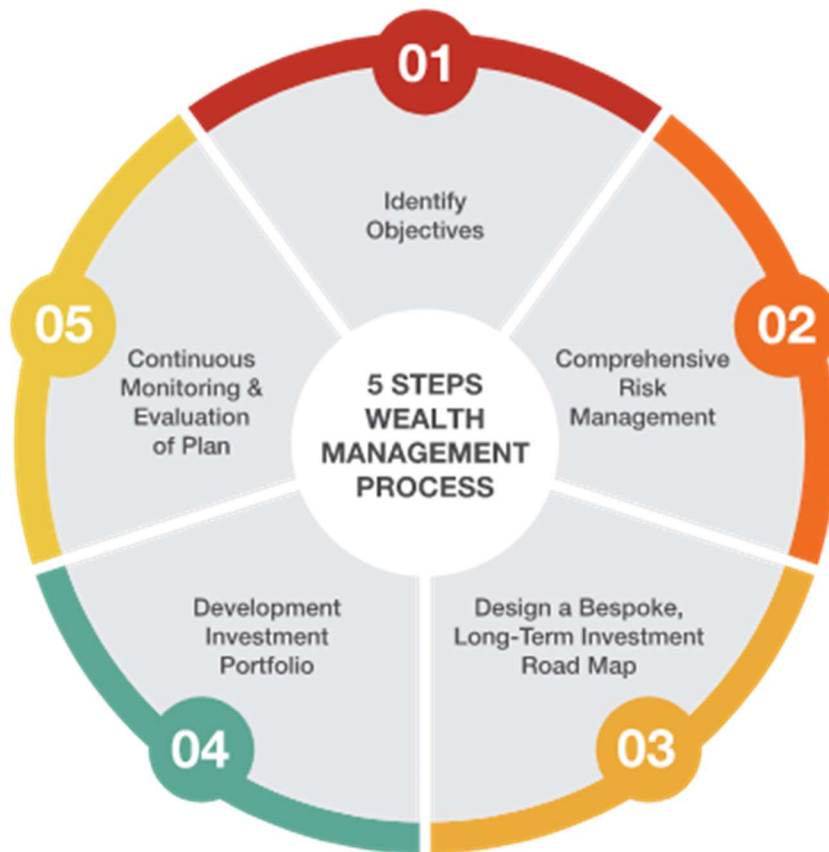 5 STEPS
WEALTH
MANAGEMENT
PROCESS
01
Identify
Objectives
02
Comprehensive
Risk
Management
03
Design a Bespoke,
Long-Term Investment
Road Map
04
Development
Investment
Portfolio
05
Continuous
Monitoring &
Evaluation
of Plan